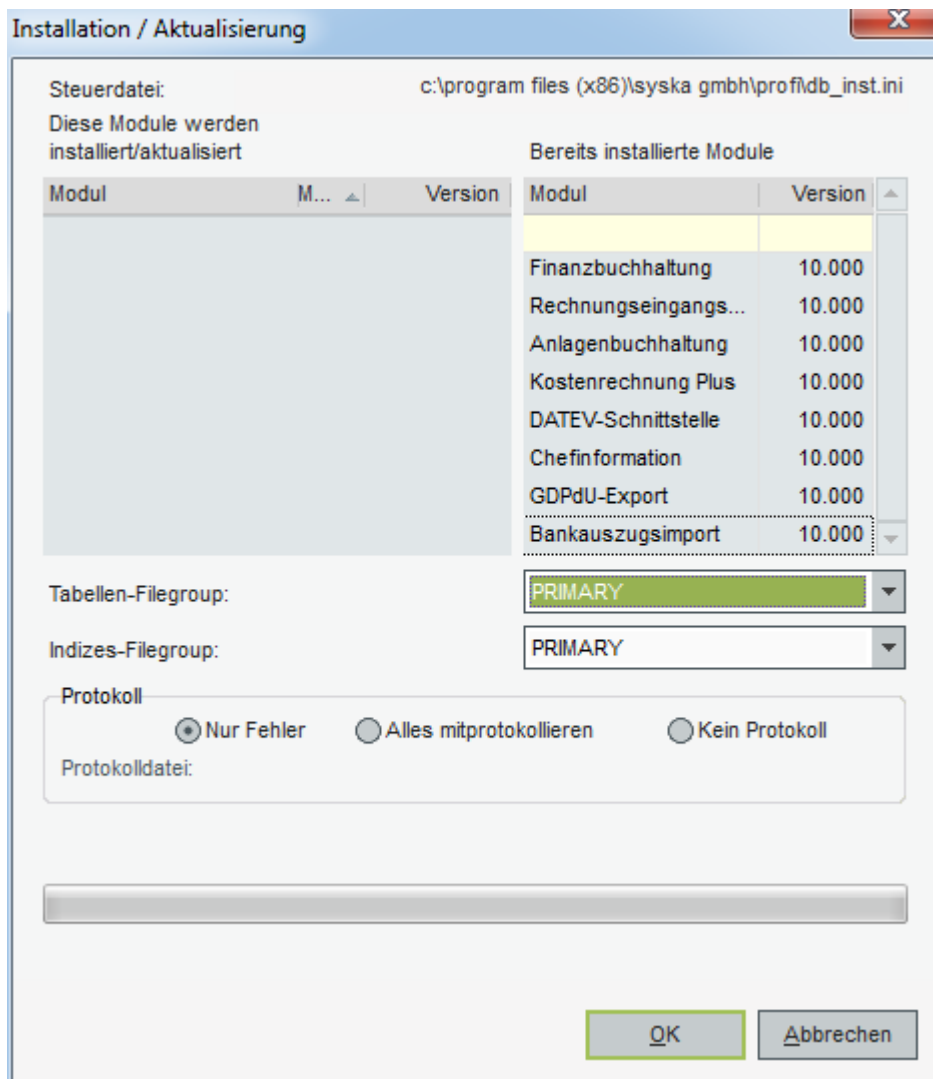 Installation / Aktualisierung
Steuerdatei: c:\program files (x86)\syska gmbh\profi\db_inst.ini
Diese Module werden
installiert/aktualisiert
Bereits installierte Module
Modul M... Version
Modul Version
Finanzbuchhaltung 10.000
Rechnungseingangs... 10.000
Anlagenbuchhaltung 10.000
Kostenrechnung Plus 10.000
DATEV-Schnittstelle 10.000
Chefinformation 10.000
GDPdU-Export 10.000
Bankauszugsimport 10.000
Tabellen-Filegroup: PRIMARY
Indizes-Filegroup: PRIMARY
Protokoll
Nur Fehler Alles mitprotokollieren Kein Protokoll
Protokolldatei:
OK Abbrechen